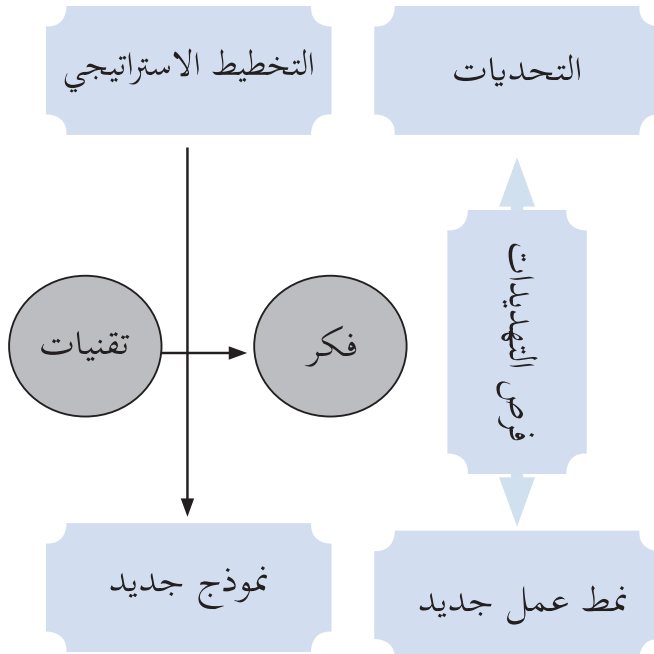 التحديات
التخطيط الاستراتيجي
فرص التهديدات
فكر
تقنيات
نمط عمل جديد
نموذج جديد